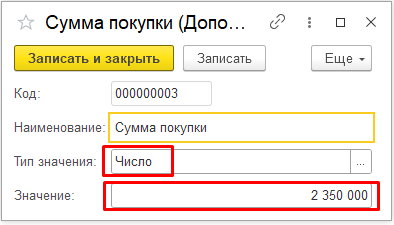 Сумма покупки (Допо...
Записать и закрыть Записать Еще
Код: 000000003
Наименование: Сумма покупки
Тип значения: Число ...
Значение: 2 350 000